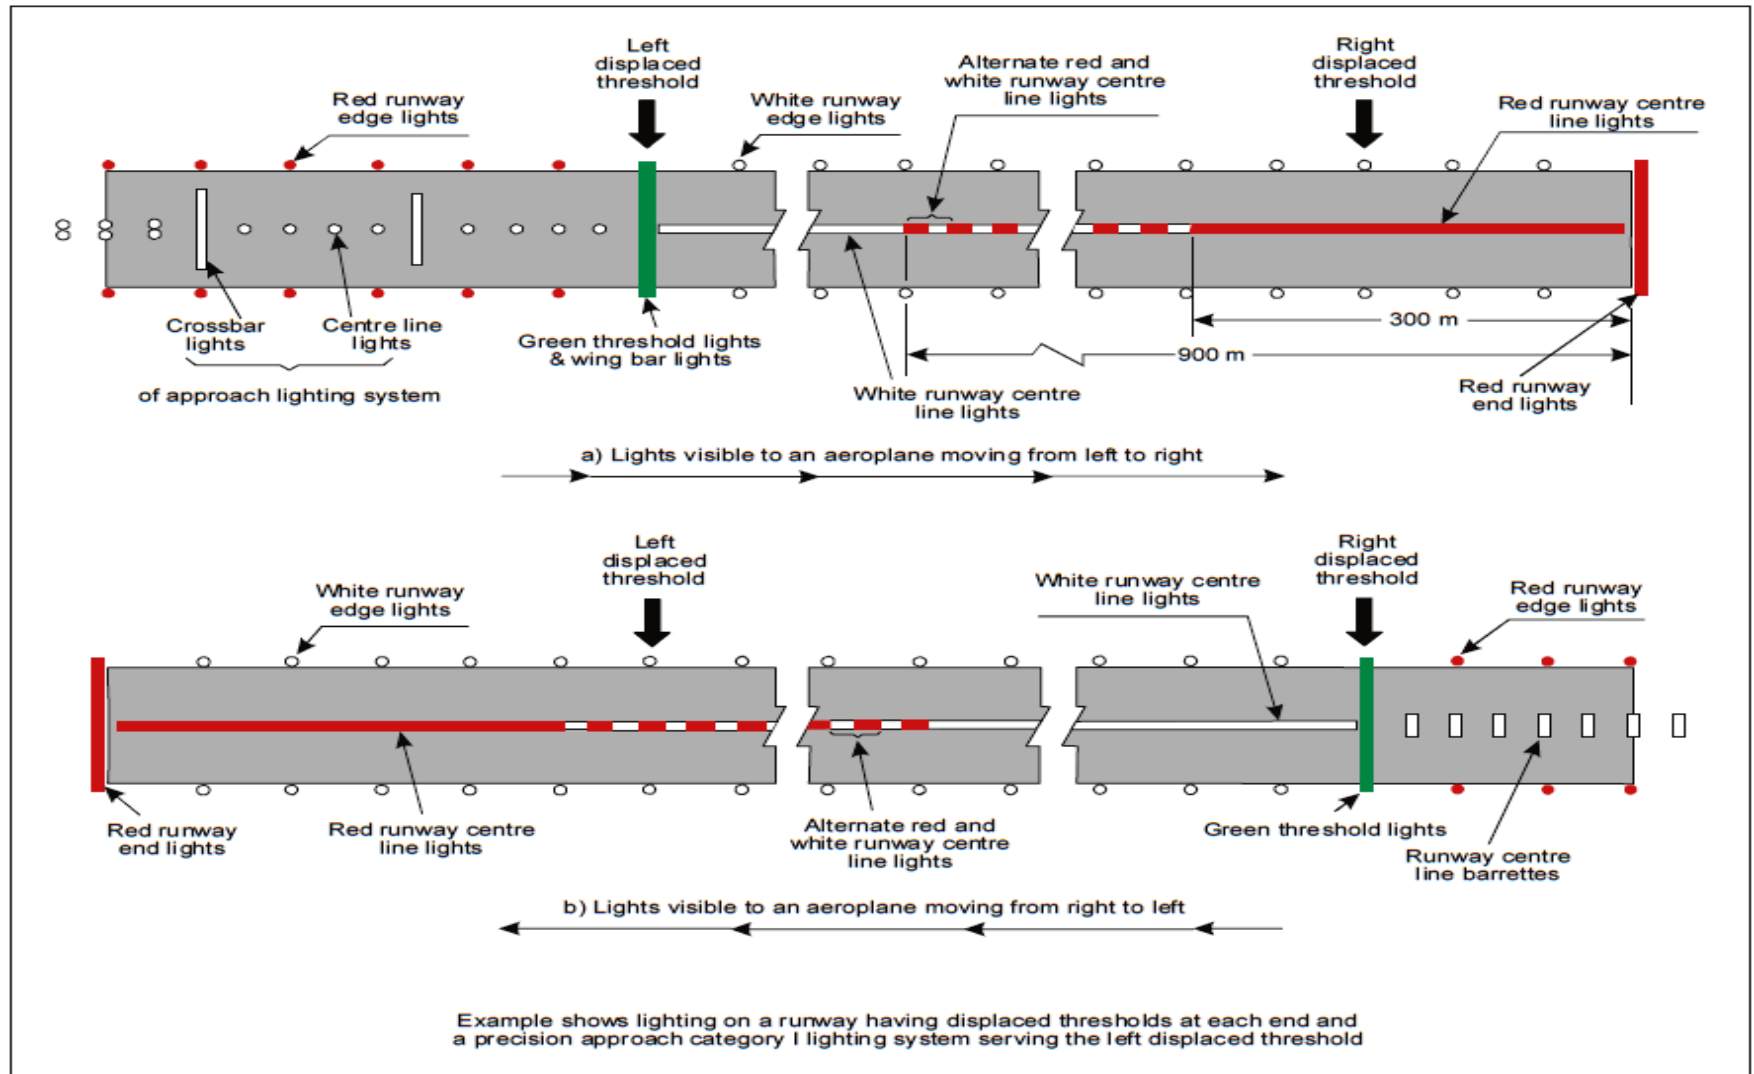 Left
displaced
threshold
Right
displaced
threshold
Alternate red and
white runway centre
line lights
Red runway
edge lights
White runway
edge lights
Red runway centre
line lights
Crossbar
lights
Centre line
lights
of approach lighting system
Green threshold lights
& wing bar lights
300 m
900 m
White runway centre
line lights
Red runway
end lights
a) Lights visible to an aeroplane moving from left to right
Left
displaced
threshold
Right
displaced
threshold
White runway
edge lights
White runway centre
line lights
Red runway
edge lights
Red runway
end lights
Red runway centre
line lights
Alternate red and
white runway centre
line lights
Green threshold lights
Runway centre
line barrettes
b) Lights visible to an aeroplane moving from right to left
Example shows lighting on a runway having displaced thresholds at each end and
a precision approach category I lighting system serving the left displaced threshold